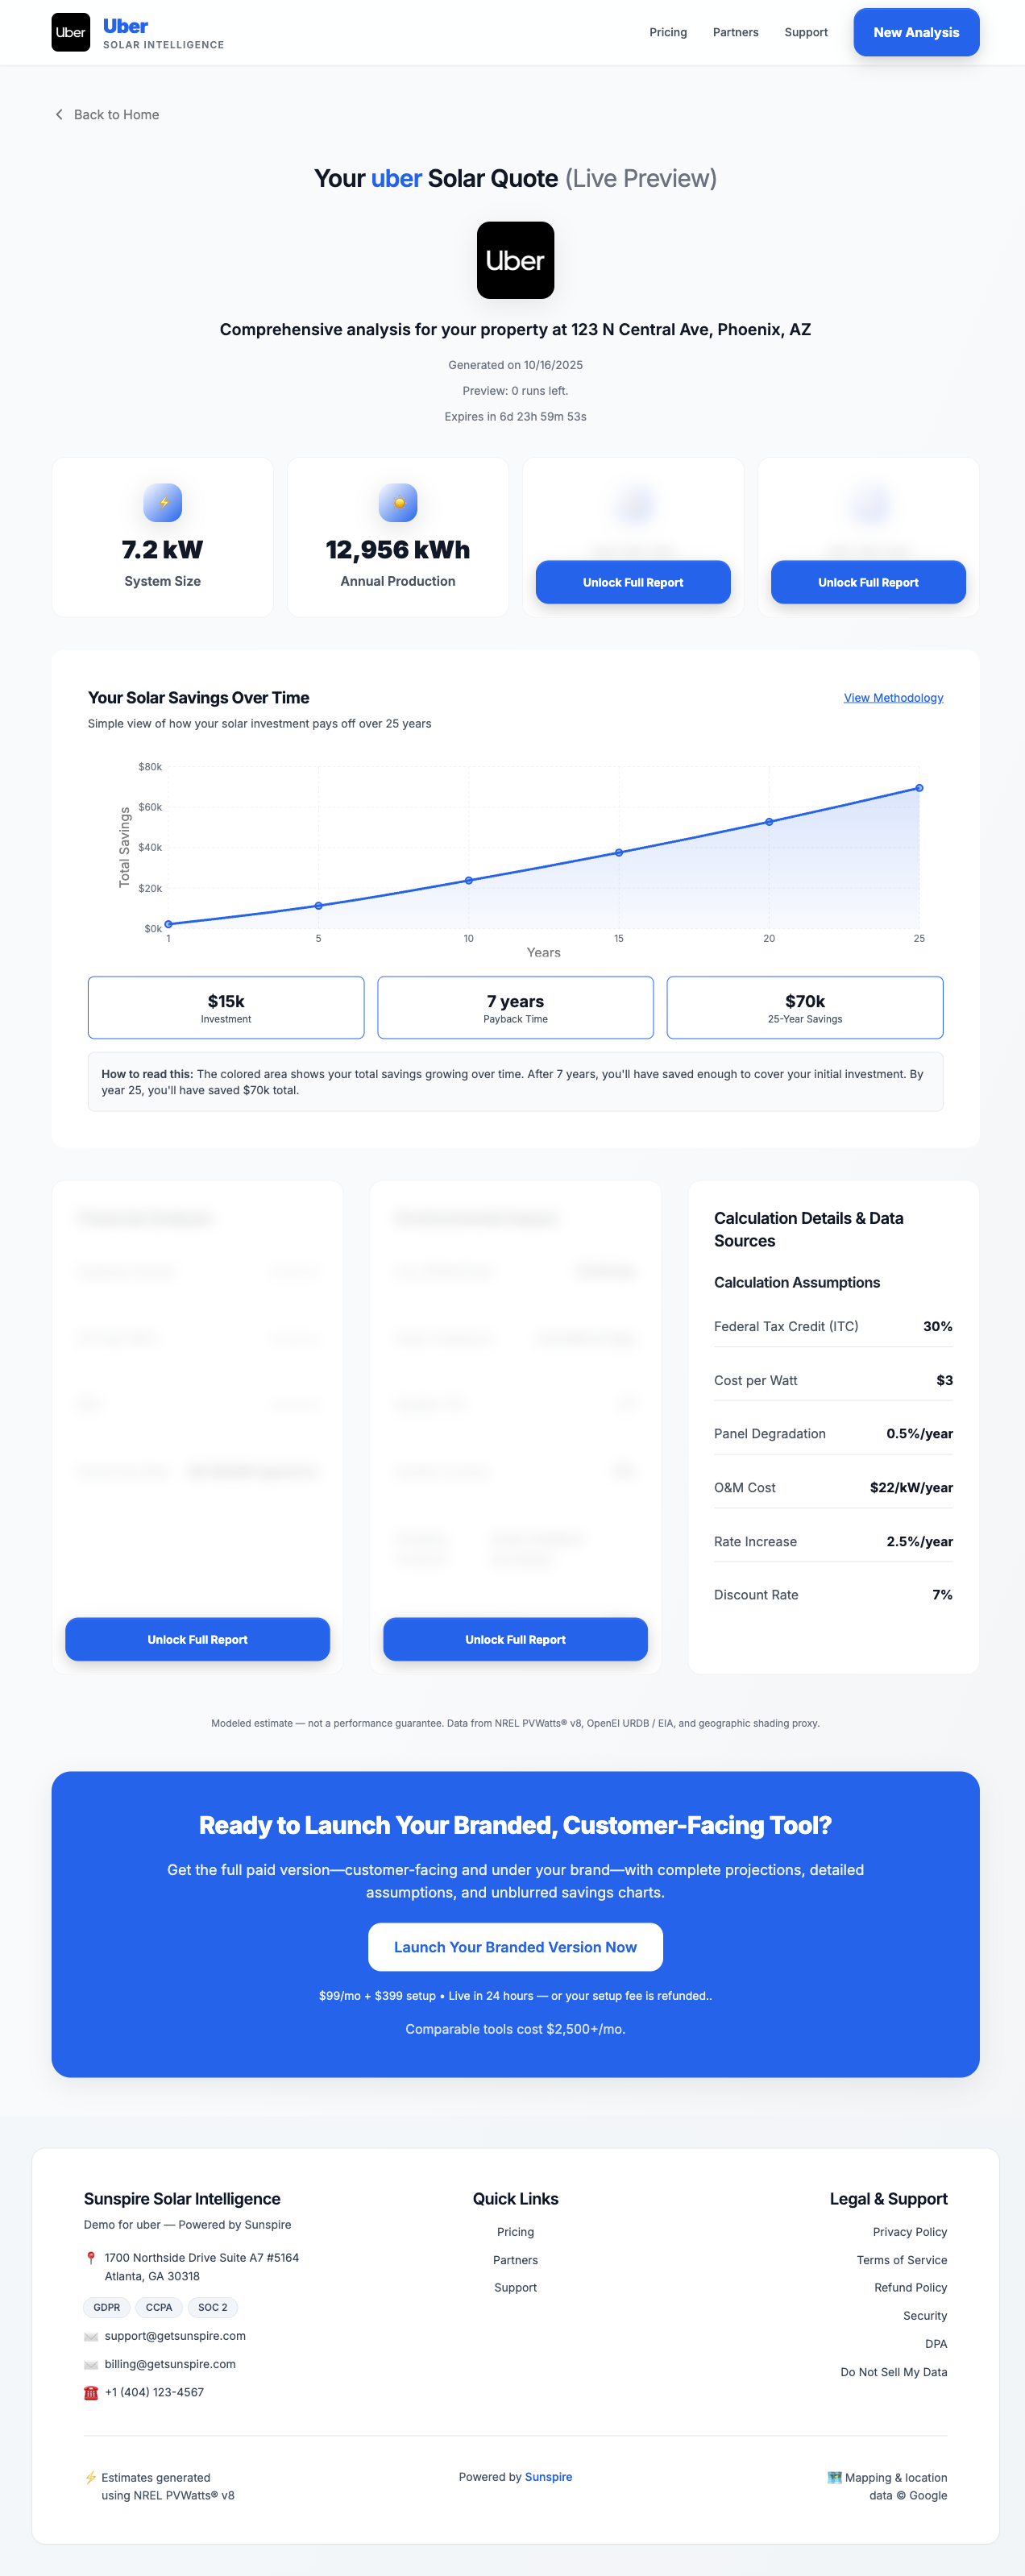 Uber
Uber
SOLAR INTELLIGENCE
Pricing
Partners
Support
New Analysis
Back to Home
Your uber Solar Quote (Live Preview)
Uber
Comprehensive analysis for your property at 123 N Central Ave, Phoenix, AZ
Generated on 10/16/2025
Preview: 0 runs left.
Expires in 6d 23h 59m 53s
7.2 kW
System Size
12,956 kWh
Annual Production
Unlock Full Report
Unlock Full Report
Your Solar Savings Over Time
View Methodology
Simple view of how your solar investment pays off over 25 years
Total Savings
$80k
$60k
$40k
$20k
$0k
1
5
10
15
20
25
Years
$15k
Investment
7 years
Payback Time
$70k
25-Year Savings
How to read this: The colored area shows your total savings growing over time. After 7 years, you'll have saved enough to cover your initial investment. By
year 25, you'll have saved $70k total.
Unlock Full Report
Unlock Full Report
Calculation Details & Data
Sources
Calculation Assumptions
Federal Tax Credit (ITC) 30%
Cost per Watt $3
Panel Degradation 0.5%/year
O&M Cost $22/kW/year
Rate Increase 2.5%/year
Discount Rate 7%
Modeled estimate — not a performance guarantee. Data from NREL PVWatts® v8, OpenEI URDB / EIA, and geographic shading proxy.
Ready to Launch Your Branded, Customer-Facing Tool?
Get the full paid version—customer-facing and under your brand—with complete projections, detailed
assumptions, and unblurred savings charts.
Launch Your Branded Version Now
$99/mo + $399 setup • Live in 24 hours — or your setup fee is refunded..
Comparable tools cost $2,500+/mo.
Sunspire Solar Intelligence
Demo for uber — Powered by Sunspire
1700 Northside Drive Suite A7 #5164
Atlanta, GA 30318
GDPR
CCPA
SOC 2
support@getsunspire.com
billing@getsunspire.com
+1 (404) 123-4567
Quick Links
Pricing
Partners
Support
Legal & Support
Privacy Policy
Terms of Service
Refund Policy
Security
DPA
Do Not Sell My Data
Estimates generated
using NREL PVWatts® v8
Powered by Sunspire
Mapping & location
data © Google